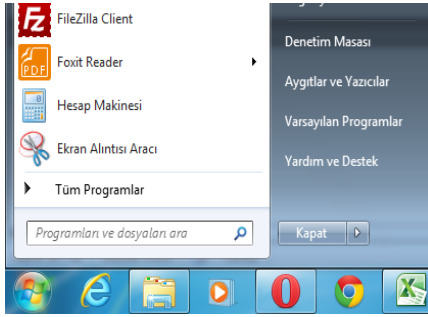 FileZilla Client
Foxit Reader
Hesap Makinesi
Ekran Alıntısı Aracı
Tüm Programlar
Programları ve dosyaları ara
Denetim Masası
Aygıtlar ve Yazıcılar
Varsayılan Programlar
Yardım ve Destek
Kapat